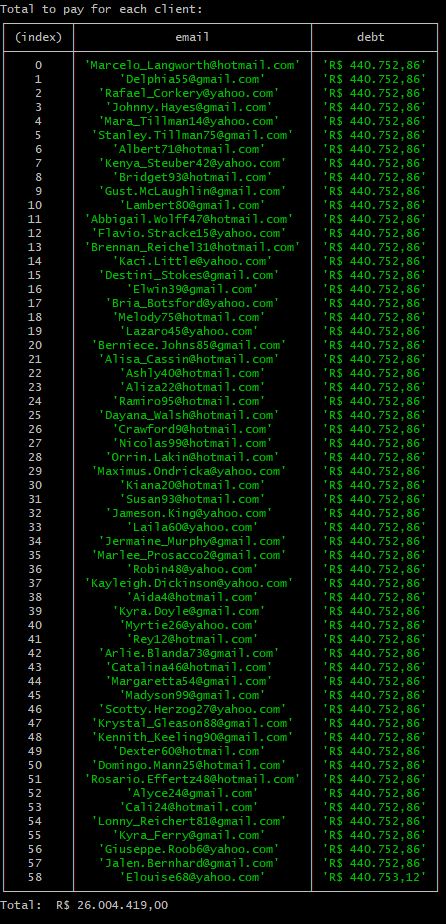 Total to pay for each client:
(index) email debt
0 'Marcelo_Langworth@hotmail.com' 'R$ 440.752,86'
1 'Delphia55@gmail.com' 'R$ 440.752,86'
2 'Rafael_Corkery@yahoo.com' 'R$ 440.752,86'
3 'Johnny.Hayes@gmail.com' 'R$ 440.752,86'
4 'Mara_Tillman14@yahoo.com' 'R$ 440.752,86'
5 'Stanley.Tillman75@gmail.com' 'R$ 440.752,86'
6 'Albert71@hotmail.com' 'R$ 440.752,86'
7 'Kenya_Steuber42@yahoo.com' 'R$ 440.752,86'
8 'Bridget93@hotmail.com' 'R$ 440.752,86'
9 'Gust.McLaughlin@gmail.com' 'R$ 440.752,86'
10 'Lambert80@gmail.com' 'R$ 440.752,86'
11 'Abbigail.Wolff47@hotmail.com' 'R$ 440.752,86'
12 'Flavio.Stracke15@yahoo.com' 'R$ 440.752,86'
13 'Brennan_Reichel31@hotmail.com' 'R$ 440.752,86'
14 'Kaci.Little@yahoo.com' 'R$ 440.752,86'
15 'Destini_Stokes@gmail.com' 'R$ 440.752,86'
16 'Elwin39@gmail.com' 'R$ 440.752,86'
17 'Bria_Botsford@yahoo.com' 'R$ 440.752,86'
18 'Melody75@hotmail.com' 'R$ 440.752,86'
19 'Lazaro45@yahoo.com' 'R$ 440.752,86'
20 'Berniece.Johns85@gmail.com' 'R$ 440.752,86'
21 'Alisa_Cassin@hotmail.com' 'R$ 440.752,86'
22 'Ashly40@hotmail.com' 'R$ 440.752,86'
23 'Aliza22@hotmail.com' 'R$ 440.752,86'
24 'Ramiro95@hotmail.com' 'R$ 440.752,86'
25 'Dayana_Walsh@hotmail.com' 'R$ 440.752,86'
26 'Crawford9@hotmail.com' 'R$ 440.752,86'
27 'Nicolas99@hotmail.com' 'R$ 440.752,86'
28 'Orrin.Lakin@hotmail.com' 'R$ 440.752,86'
29 'Maximus.Ondricka@yahoo.com' 'R$ 440.752,86'
30 'Kiana20@hotmail.com' 'R$ 440.752,86'
31 'Susan93@hotmail.com' 'R$ 440.752,86'
32 'Jameson.King@yahoo.com' 'R$ 440.752,86'
33 'Laila60@yahoo.com' 'R$ 440.752,86'
34 'Jermaine_Murphy@gmail.com' 'R$ 440.752,86'
35 'Marlee_Prosacco2@gmail.com' 'R$ 440.752,86'
36 'Robin48@yahoo.com' 'R$ 440.752,86'
37 'Kayleigh.Dickinson@yahoo.com' 'R$ 440.752,86'
38 'Aida4@hotmail.com' 'R$ 440.752,86'
39 'Kyra.Doyle@gmail.com' 'R$ 440.752,86'
40 'Myrtie26@yahoo.com' 'R$ 440.752,86'
41 'Rey12@hotmail.com' 'R$ 440.752,86'
42 'Arlie.Blanda73@gmail.com' 'R$ 440.752,86'
43 'Catalina46@hotmail.com' 'R$ 440.752,86'
44 'Margaretta54@gmail.com' 'R$ 440.752,86'
45 'Madyson99@gmail.com' 'R$ 440.752,86'
46 'Scotty.Herzog27@yahoo.com' 'R$ 440.752,86'
47 'Krystal_Gleason88@gmail.com' 'R$ 440.752,86'
48 'Kennith_Keeling90@gmail.com' 'R$ 440.752,86'
49 'Dexter60@hotmail.com' 'R$ 440.752,86'
50 'Domingo.Mann25@hotmail.com' 'R$ 440.752,86'
51 'Rosario.Effertz48@hotmail.com' 'R$ 440.752,86'
52 'Alyce24@gmail.com' 'R$ 440.752,86'
53 'Cali24@hotmail.com' 'R$ 440.752,86'
54 'Lonny_Reichert81@gmail.com' 'R$ 440.752,86'
55 'Kyra_Ferry@gmail.com' 'R$ 440.752,86'
56 'Giuseppe.Roob6@yahoo.com' 'R$ 440.752,86'
57 'Jalen.Bernhard@gmail.com' 'R$ 440.752,86'
58 'Elouise68@yahoo.com' 'R$ 440.753,12'
Total: R$ 26.004.419,00